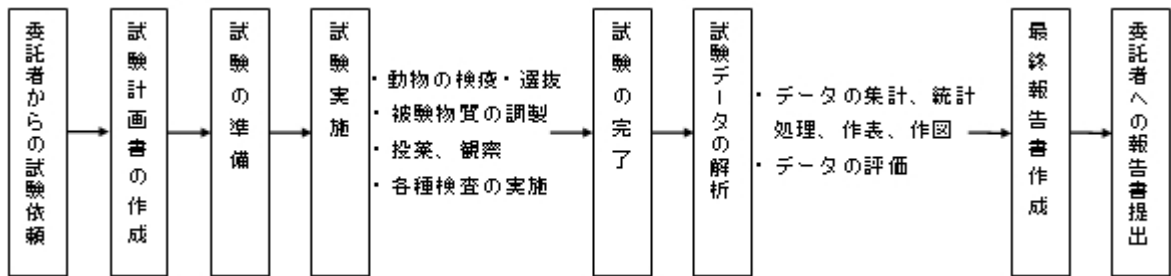 委託者からの試験依頼
試験計画書の作成
試験の準備
試験実施
・動物の検疫・選抜
・被験物質の調製
・投薬、観察
・各種検査の実施
試験の完了
試験データの解析
・データの集計、統計
処理、作表、作図
・データの評価
最終報告書作成
委託者への報告書提出